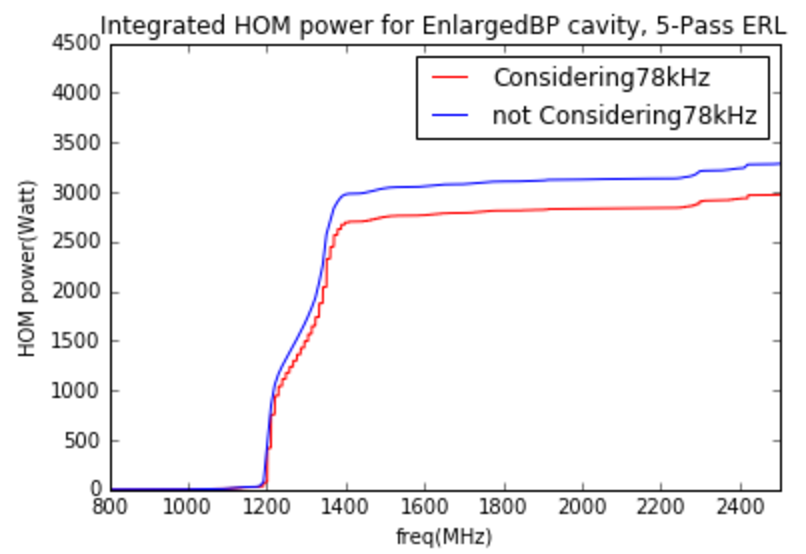 Integrated HOM power for EnlargedBP cavity, 5-Pass ERL
4500
4000
3500
3000
2500
2000
1500
1000
500
0
HOM power(Watt)
Considering78kHz
not Considering78kHz
800 1000 1200 1400 1600 1800 2000 2200 2400
freq(MHz)